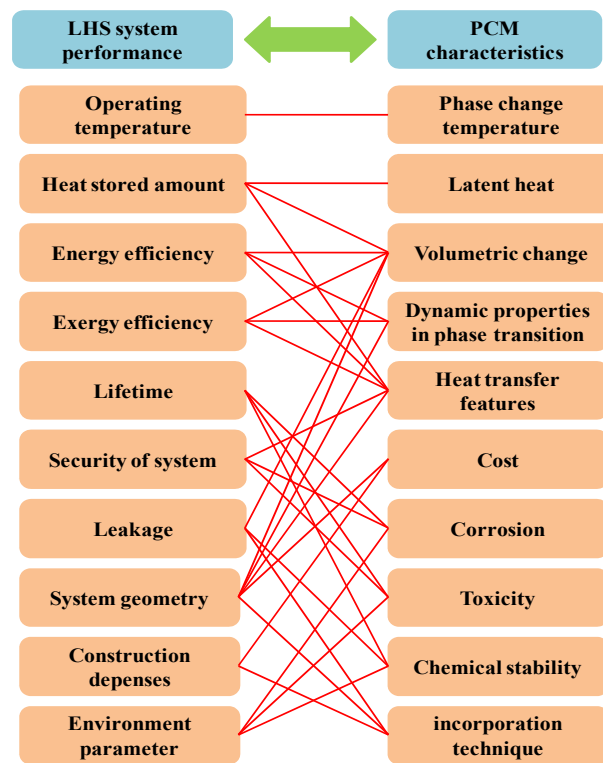 LHS system
performance
PCM
characteristics
Operating
temperature
Phase change
temperature
Heat stored amount
Latent heat
Energy efficiency
Volumetric change
Exergy efficiency
Dynamic properties
in phase transition
Lifetime
Heat transfer
features
Security of system
Cost
Leakage
Corrosion
System geometry
Toxicity
Construction
depenses
Chemical stability
Environment
parameter
incorporation
technique